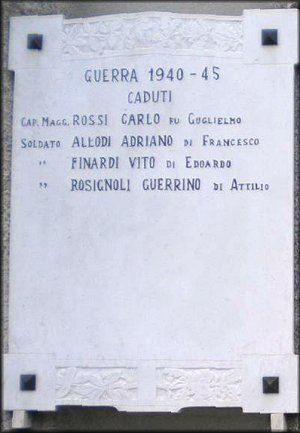 GUERRA 1940-45
CADUTI
CAP. MAGG. ROSSI CARLO FU GUGLIELMO
SOLDATO ALLODI ADRIANO DI FRANCESCO
" FINARDI VITO DI EDOARDO
" ROSIGNOLI GUERRINO DI ATTILIO